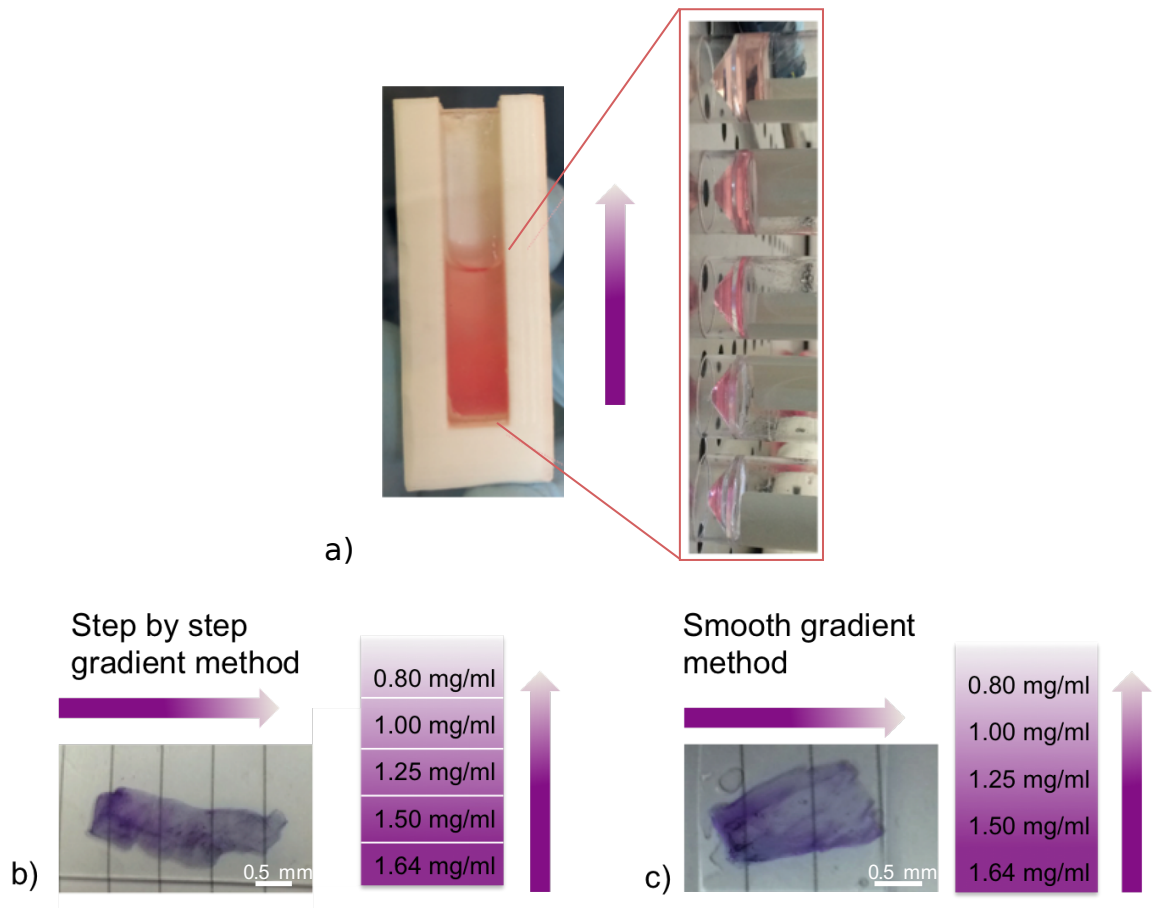 a)
Step by step
gradient method
0.80 mg/ml
1.00 mg/ml
1.25 mg/ml
1.50 mg/ml
1.64 mg/ml
0.5 mm
b)
Smooth gradient
method
0.80 mg/ml
1.00 mg/ml
1.25 mg/ml
1.50 mg/ml
1.64 mg/ml
0.5 mm
c)